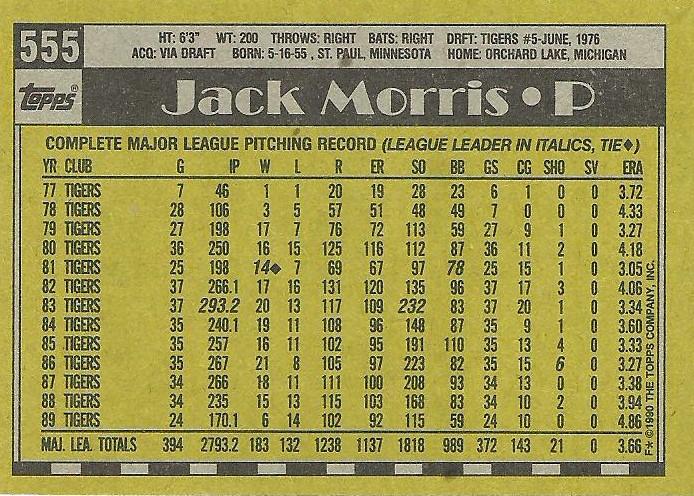 555
HT: 6'3" WT: 200 THROWS: RIGHT BATS: RIGHT DRFT: TIGERS #5-JUNE, 1976
ACQ: VIA DRAFT BORN: 5-16-55 , ST. PAUL, MINNESOTA HOME: ORCHARD LAKE, MICHIGAN
topps® Jack Morris • P
COMPLETE MAJOR LEAGUE PITCHING RECORD (LEAGUE LEADER IN ITALICS, TIE♦)
YR CLUB G IP W L R ER SO BB GS CG SHO SV ERA
77 TIGERS 7 46 1 1 20 19 28 23 6 1 0 0 3.72
78 TIGERS 28 106 3 5 57 51 48 49 7 0 0 0 4.33
79 TIGERS 27 198 17 7 76 72 113 59 27 9 1 0 3.27
80 TIGERS 36 250 16 15 125 116 112 87 36 11 2 0 4.18
81 TIGERS 25 198 14♦ 7 69 67 97 78 25 15 1 0 3.05
82 TIGERS 37 266.1 17 16 131 120 135 96 37 17 3 0 4.06
83 TIGERS 37 293.2 20 13 117 109 232 83 37 20 1 0 3.34
84 TIGERS 35 240.1 19 11 108 96 148 87 35 9 1 0 3.60
85 TIGERS 35 257 16 11 102 95 191 110 35 13 4 0 3.33
86 TIGERS 35 267 21 8 105 97 223 82 35 15 6 0 3.27
87 TIGERS 34 266 18 11 111 100 208 93 34 13 0 0 3.38
88 TIGERS 34 235 15 13 115 103 168 83 34 10 2 0 3.94
89 TIGERS 24 170.1 6 14 102 92 115 59 24 10 0 0 4.86
MAJ. LEA. TOTALS 394 2793.2 183 132 1238 1137 1818 989 372 143 21 0 3.66
F* © 1990 THE TOPPS COMPANY, INC.